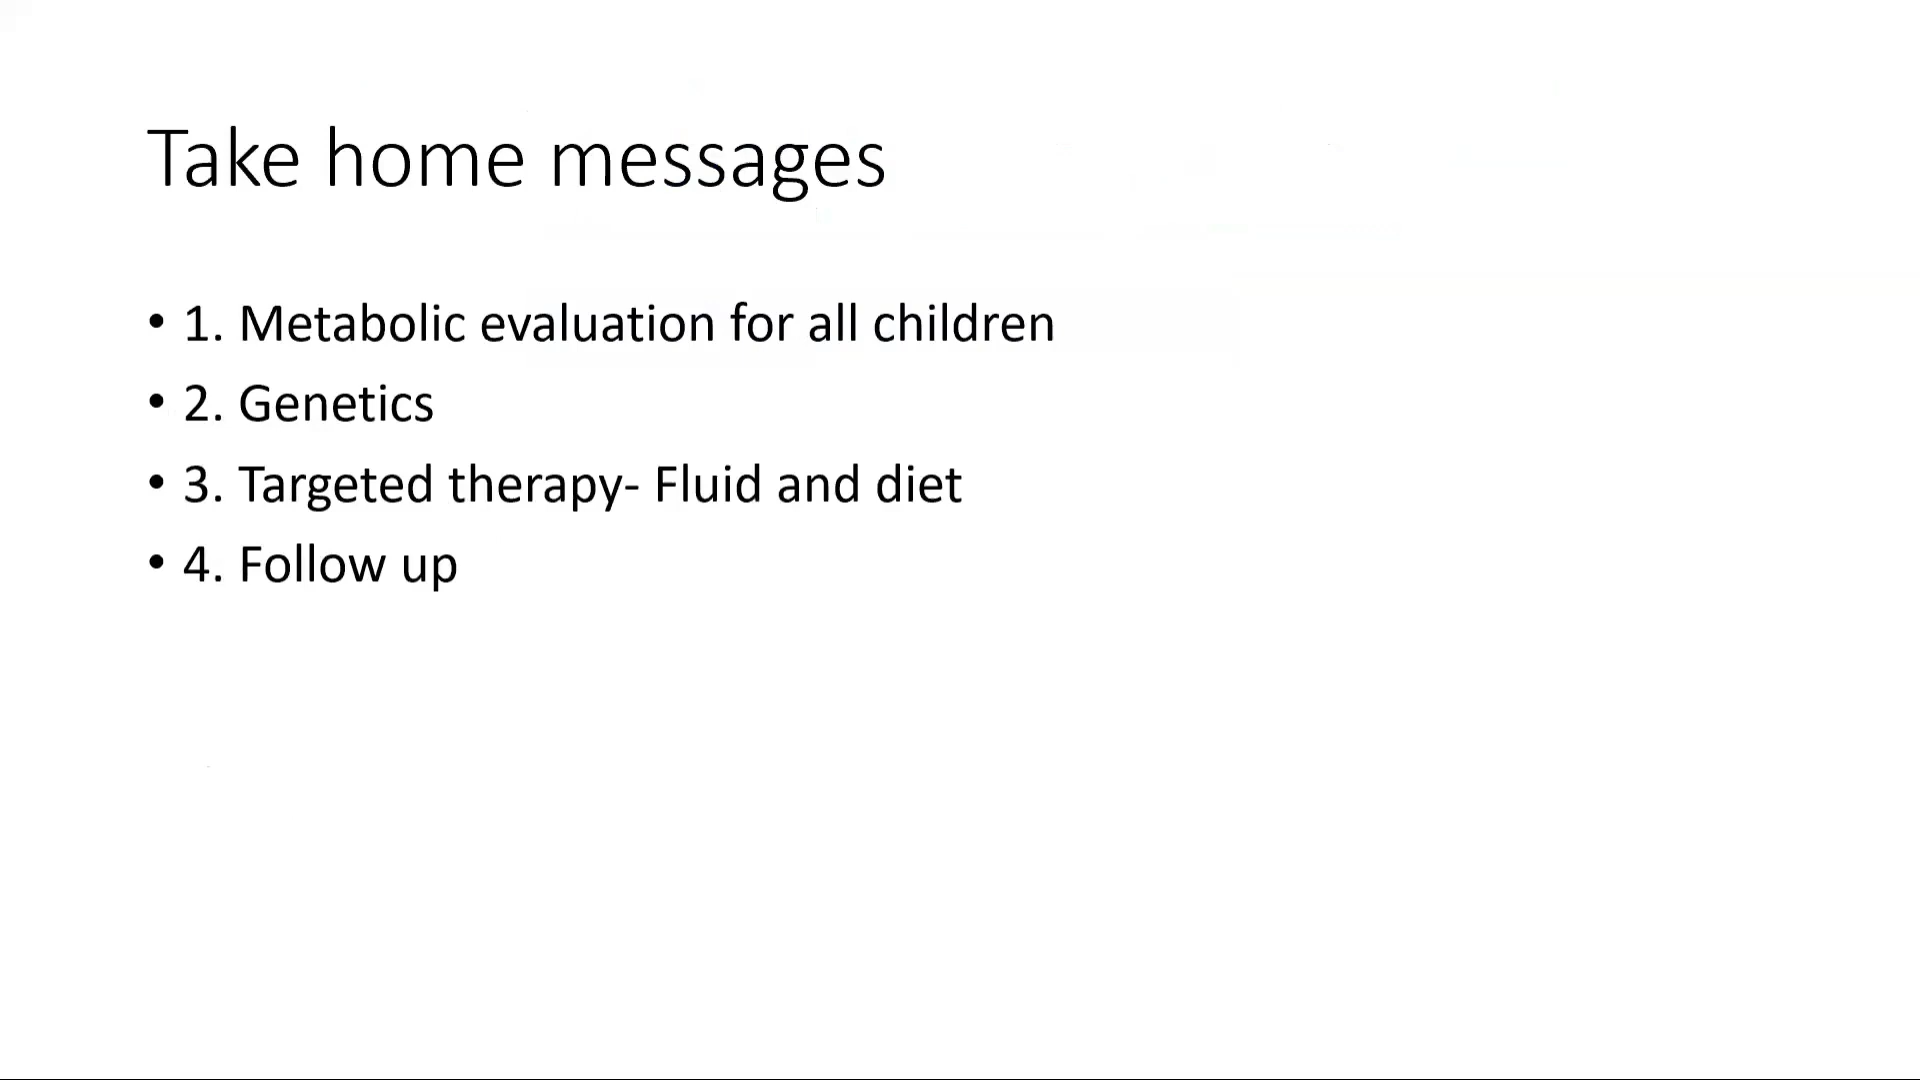 Take home messages
• 1. Metabolic evaluation for all children
• 2. Genetics
• 3. Targeted therapy- Fluid and diet
• 4. Follow up